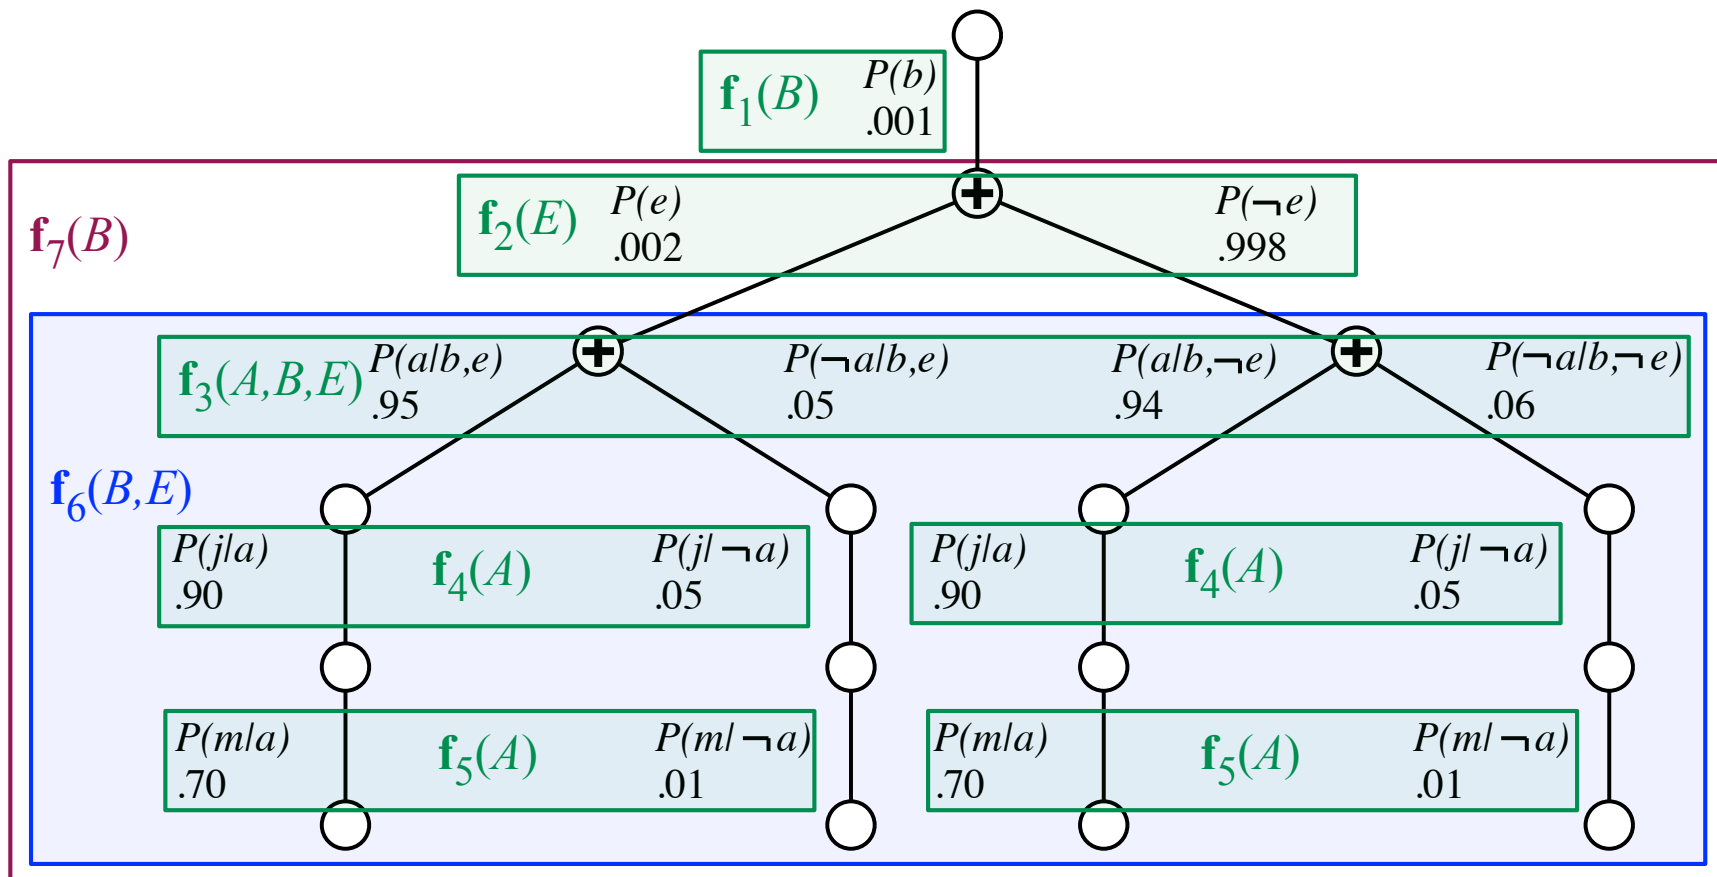 P(b)
f1(B)
.001
P(e)
P(¬e)
f2(E)
.002
.998
f7(B)
P(a|b,e)
P(¬a|b,e)
P(a|b,¬e)
P(¬a|b,¬e)
f3(A,B,E)
.95
.05
.94
.06
f6(B,E)
P(j|a)
f4(A)
P(j|¬a)
P(j|a)
f4(A)
P(j|¬a)
.90
.05
.90
.05
P(m|a)
f5(A)
P(m|¬a)
P(m|a)
f5(A)
P(m|¬a)
.70
.01
.70
.01